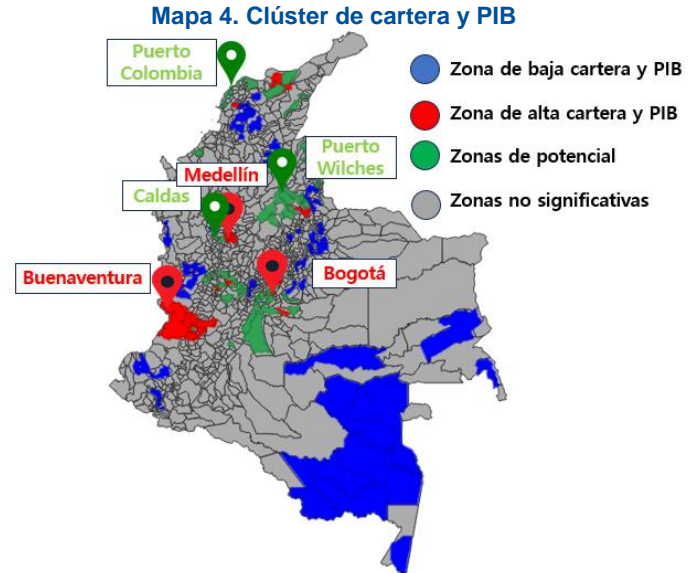 Mapa 4. Clúster de cartera y PIB
Puerto
Colombia
Zona de baja cartera y PIB
Zona de alta cartera y PIB
Puerto
Wilches
Zonas de potencial
Medellín
Caldas
Zonas no significativas
Buenaventura
Bogotá